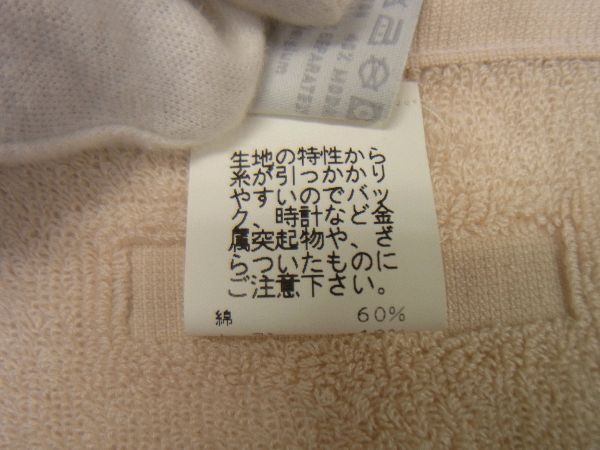 生地の特性から
糸が引っかかり
やすいのでバッ
ク、時計など金
属突起物や、ざ
らついたものに
ご注意下さい。
綿 60%